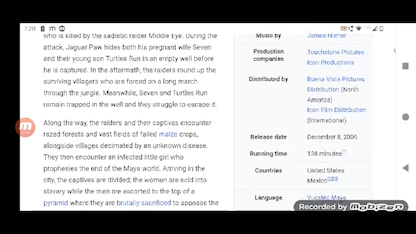 7:28
who is killed by the sadistic raider Middle Eye. During the
attack, Jaguar Paw hides both his pregnant wife Seven
and their young son Turtles Run in an empty well before
he is captured. In the aftermath, the raiders round up the
surviving villagers who are forced on a long march
through the jungle. Meanwhile, Seven and Turtles Run
remain trapped in the well and they struggle to escape it.
Along the way, the raiders and their captives encounter
razed forests and vast fields of failed maize crops,
alongside villages decimated by an unknown disease.
They then encounter an infected little girl who
prophesies the end of the Maya world. Arriving in the
city, the captives are divided; the women are sold into
slavery while the men are escorted to the top of a
pyramid where they are brutally sacrificed to appease the
Music by James Horner
Production companies Touchstone Pictures
Icon Productions
Distributed by Buena Vista Pictures
Distribution (North
America)
Icon Film Distribution
(International)
Release date December 8, 2006
Running time 138 minutes
Countries United States
Mexico
Language Yucatec Maya
Recorded by Mobizen